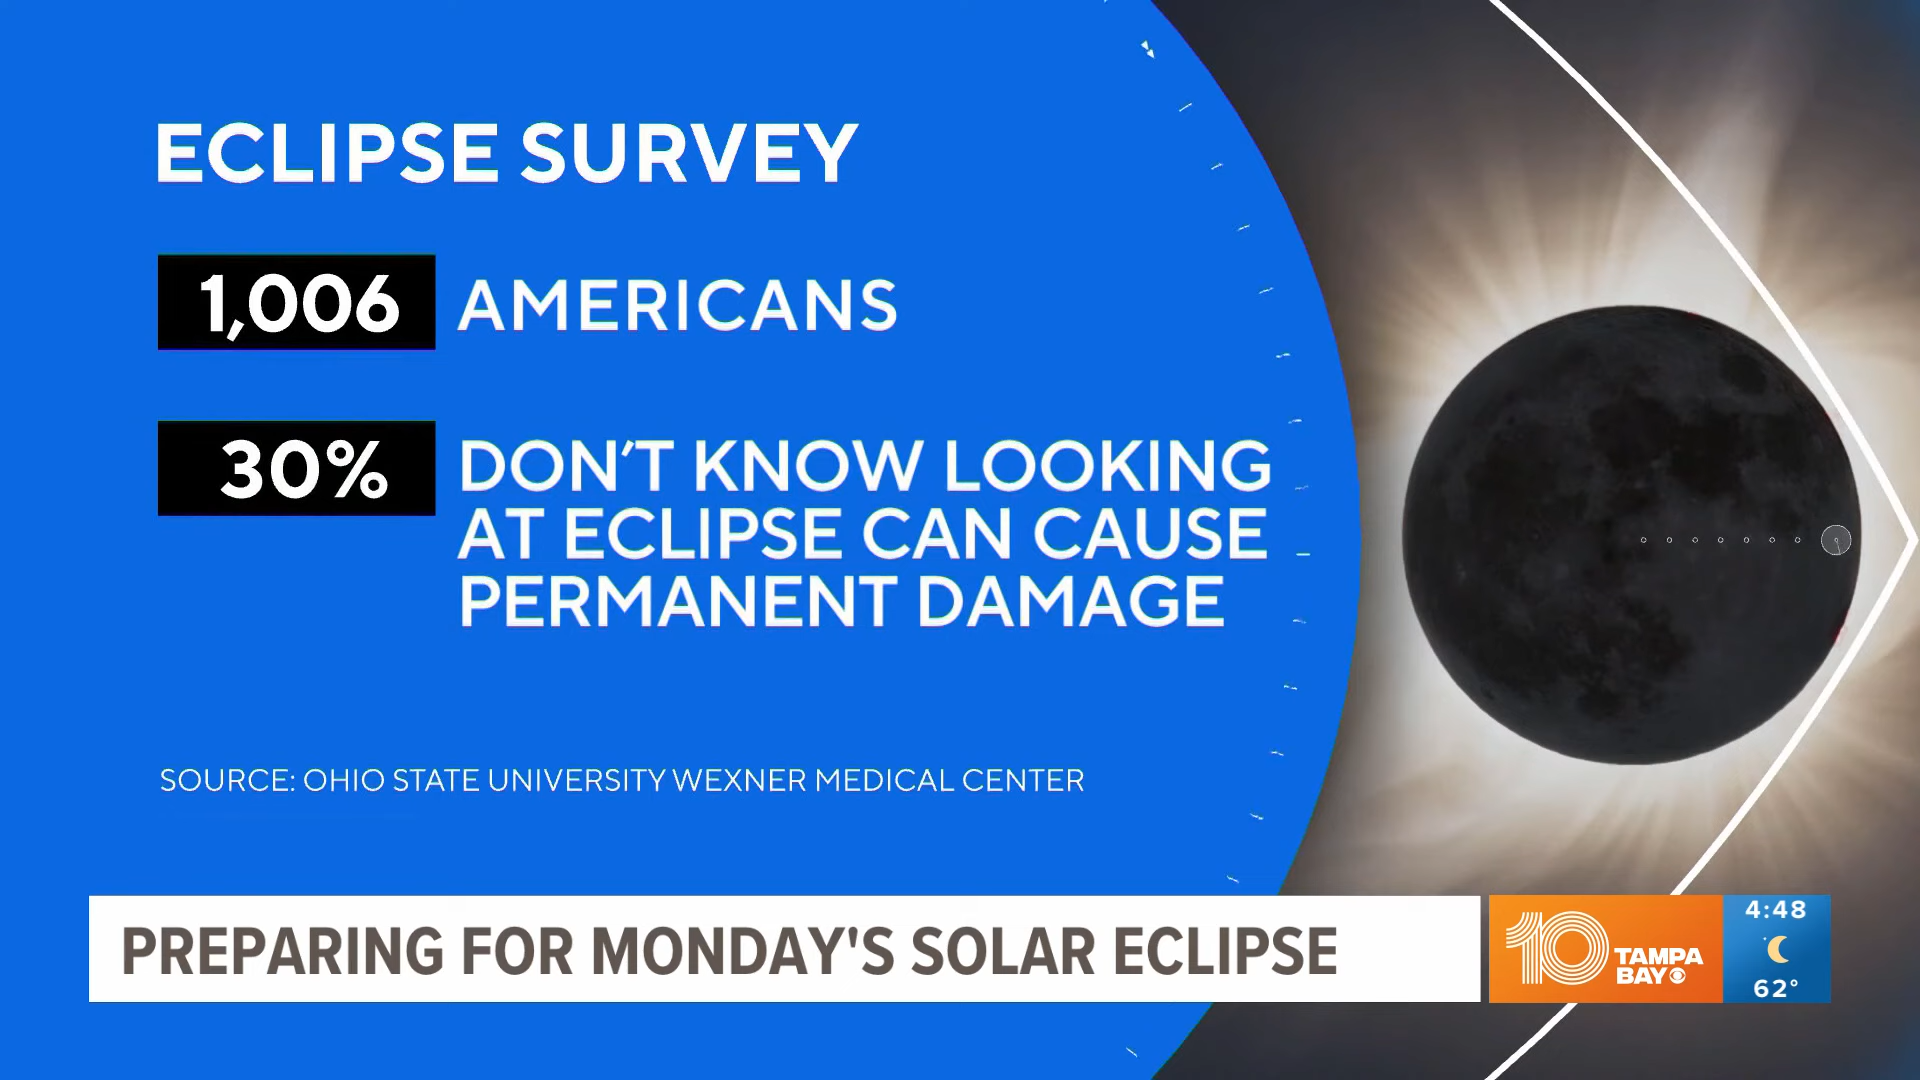 ECLIPSE SURVEY
1,006 AMERICANS
30% DON'T KNOW LOOKING
AT ECLIPSE CAN CAUSE
PERMANENT DAMAGE
SOURCE: OHIO STATE UNIVERSITY WEXNER MEDICAL CENTER
PREPARING FOR MONDAY'S SOLAR ECLIPSE
10 TAMPA
BAY
4:48
62°